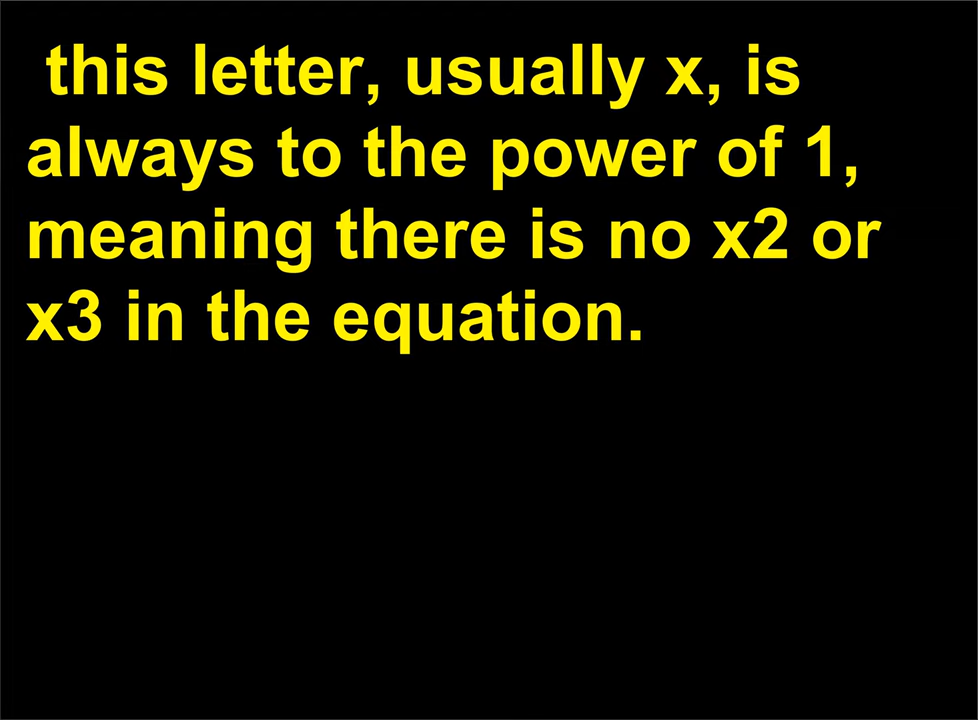 this letter, usually x, is
always to the power of 1,
meaning there is no x2 or
x3 in the equation.